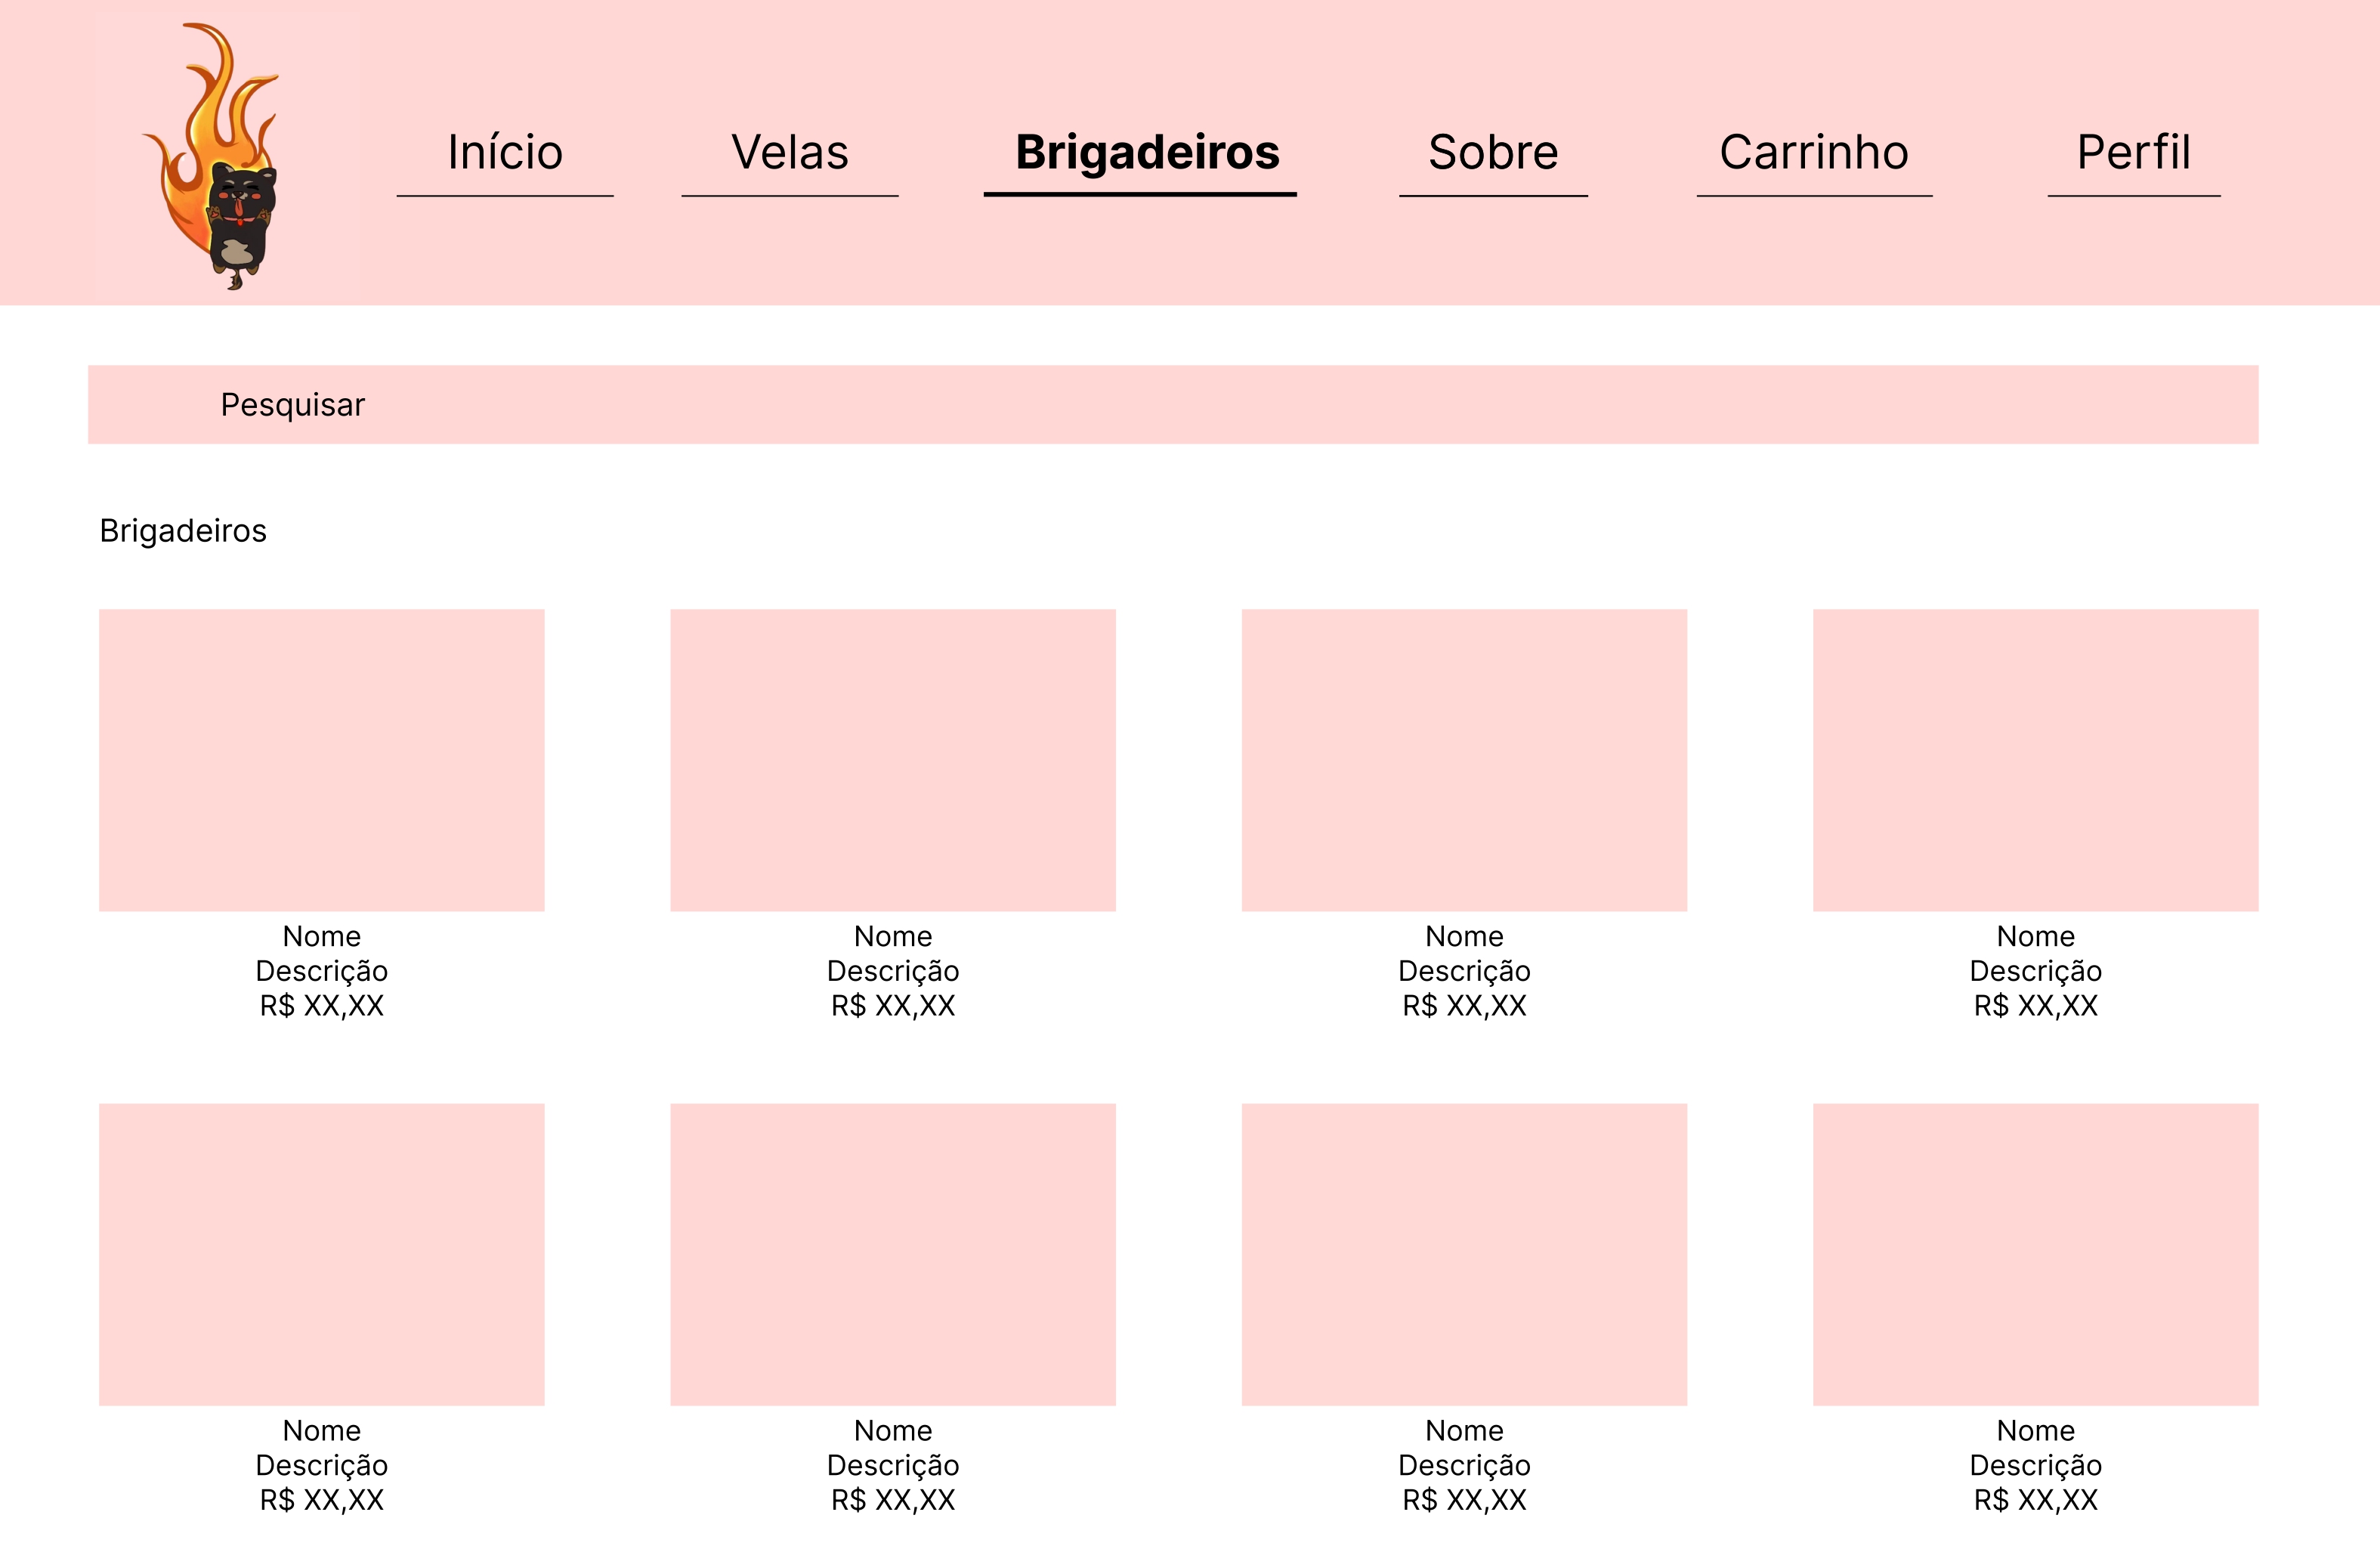 Início Velas Brigadeiros Sobre Carrinho Perfil
Pesquisar
Brigadeiros
Nome Nome Nome Nome
Descrição Descrição Descrição Descrição
R$ XX,XX R$ XX,XX R$ XX,XX R$ XX,XX
Nome Nome Nome Nome
Descrição Descrição Descrição Descrição
R$ XX,XX R$ XX,XX R$ XX,XX R$ XX,XX